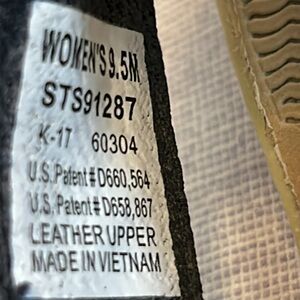 WOMEN'S 9.5M
STS91287
K-17 60304
U.S. Patent # D660,564
U.S. Patent # D658,867
LEATHER UPPER
MADE IN VIETNAM